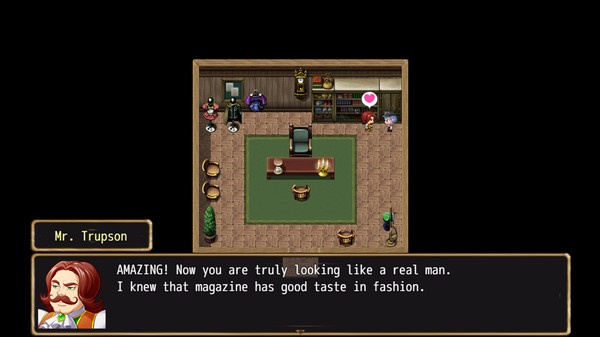 Mr. Trupson
AMAZING! Now you are truly looking like a real man.
I knew that magazine has good taste in fashion.